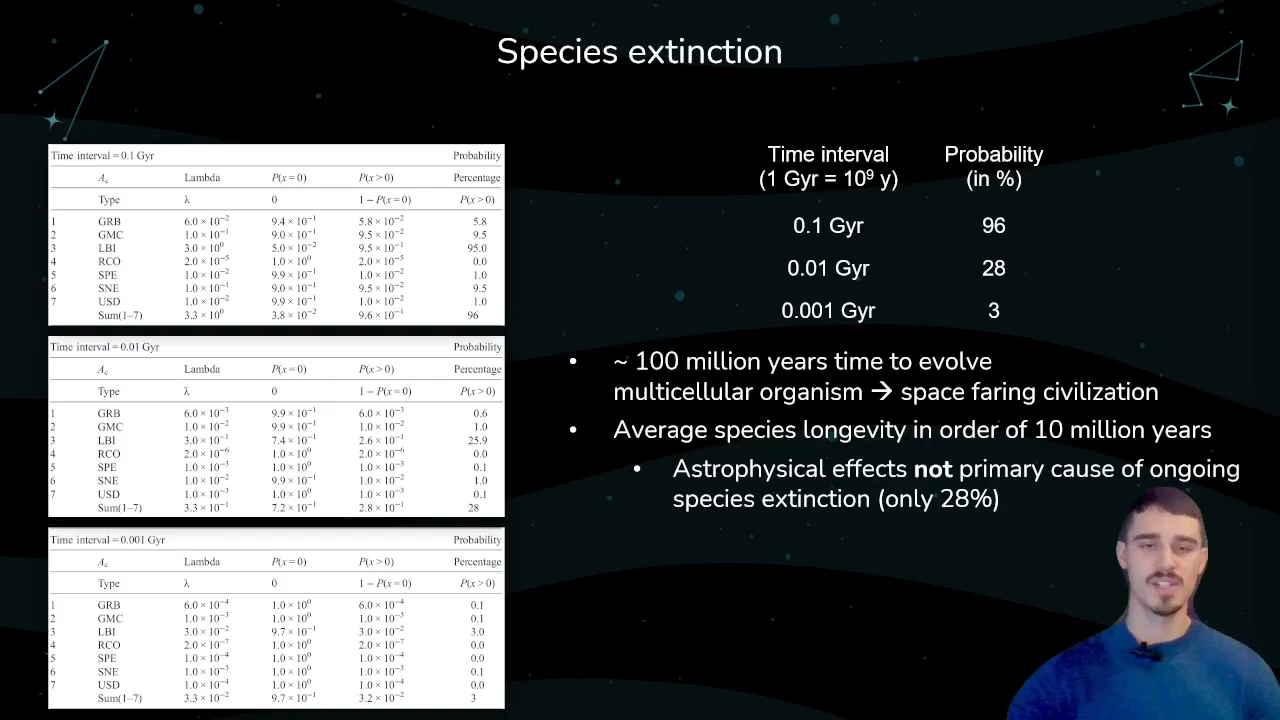 Species extinction
Time interval = 0.1 Gyr Probability
A_c Lambda P(x = 0) P(x > 0) Percentage
Type λ 0 1 − P(x = 0) P(x > 0)
1 GRB 6.0 × 10⁻² 9.4 × 10⁻¹ 5.8 × 10⁻² 5.8
2 GMC 1.0 × 10⁻¹ 9.0 × 10⁻¹ 9.5 × 10⁻² 9.5
3 LBI 3.0 × 10⁰ 5.0 × 10⁻² 9.5 × 10⁻¹ 95.0
4 RCO 2.0 × 10⁻⁵ 1.0 × 10⁰ 2.0 × 10⁻⁵ 0.0
5 SPE 1.0 × 10⁻² 9.9 × 10⁻¹ 1.0 × 10⁻² 1.0
6 SNE 1.0 × 10⁻¹ 9.0 × 10⁻¹ 9.5 × 10⁻² 9.5
7 USD 1.0 × 10⁻² 9.9 × 10⁻¹ 1.0 × 10⁻² 1.0
Sum(1–7) 3.3 × 10⁰ 3.8 × 10⁻² 9.6 × 10⁻¹ 96
Time interval = 0.01 Gyr Probability
A_c Lambda P(x = 0) P(x > 0) Percentage
Type λ 0 1 − P(x = 0) P(x > 0)
1 GRB 6.0 × 10⁻³ 9.9 × 10⁻¹ 6.0 × 10⁻³ 0.6
2 GMC 1.0 × 10⁻² 9.9 × 10⁻¹ 1.0 × 10⁻² 1.0
3 LBI 3.0 × 10⁻¹ 7.4 × 10⁻¹ 2.6 × 10⁻¹ 25.9
4 RCO 2.0 × 10⁻⁶ 1.0 × 10⁰ 1.0 × 10⁰ 0.0
5 SPE 1.0 × 10⁻³ 1.0 × 10⁰ 1.0 × 10⁻³ 0.1
6 SNE 1.0 × 10⁻² 9.9 × 10⁻¹ 1.0 × 10⁻² 1.0
7 USD 1.0 × 10⁻³ 1.0 × 10⁰ 1.0 × 10⁻³ 0.1
Sum(1–7) 3.3 × 10⁻¹ 7.2 × 10⁻¹ 2.8 × 10⁻¹ 28
Time interval = 0.001 Gyr Probability
A_c Lambda P(x = 0) P(x > 0) Percentage
Type λ 0 1 − P(x = 0) P(x > 0)
1 GRB 6.0 × 10⁻⁴ 1.0 × 10⁰ 6.0 × 10⁻⁴ 0.1
2 GMC 1.0 × 10⁻³ 1.0 × 10⁰ 1.0 × 10⁻³ 0.1
3 LBI 3.0 × 10⁻² 9.7 × 10⁻¹ 3.0 × 10⁻² 3.0
4 RCO 2.0 × 10⁻⁷ 1.0 × 10⁰ 2.0 × 10⁻⁷ 0.0
5 SPE 1.0 × 10⁻⁴ 1.0 × 10⁰ 1.0 × 10⁻⁴ 0.0
6 SNE 1.0 × 10⁻³ 1.0 × 10⁰ 1.0 × 10⁻³ 0.1
7 USD 1.0 × 10⁻⁴ 1.0 × 10⁰ 1.0 × 10⁻⁴ 0.0
Sum(1–7) 3.3 × 10⁻² 9.7 × 10⁻¹ 3.2 × 10⁻² 3
Time interval Probability
(1 Gyr = 10⁹ y) (in %)
0.1 Gyr 96
0.01 Gyr 28
0.001 Gyr 3
• ~ 100 million years time to evolve
multicellular organism → space faring civilization
• Average species longevity in order of 10 million years
• Astrophysical effects not primary cause of ongoing
species extinction (only 28%)